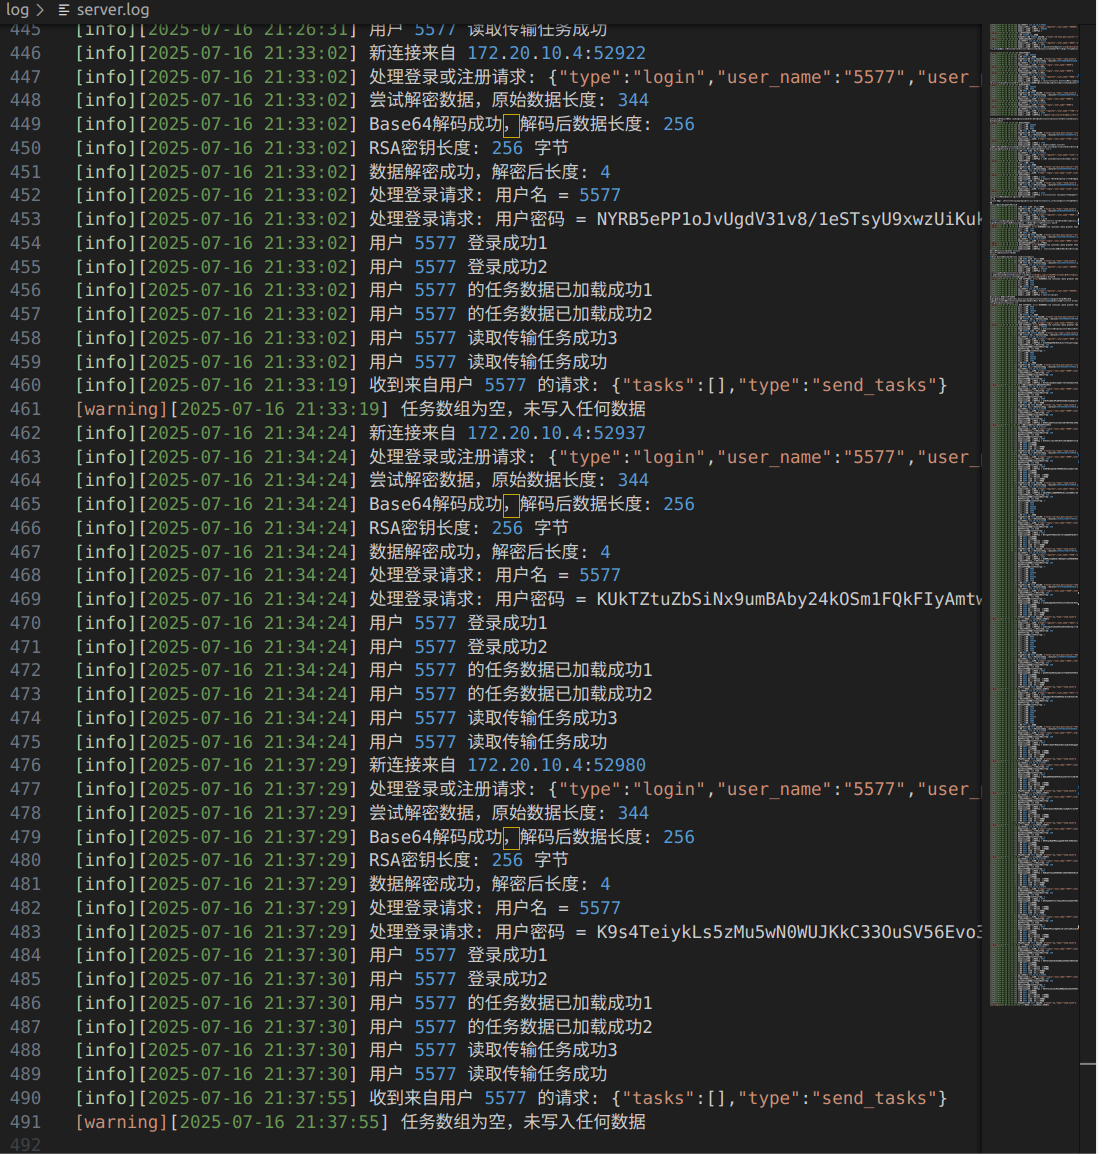 log > server.log
445 [info][2025-07-16 21:26:31] 用户 5577 读取传输任务成功
446 [info][2025-07-16 21:33:02] 新连接来自 172.20.10.4:52922
447 [info][2025-07-16 21:33:02] 处理登录或注册请求: {"type":"login","user_name":"5577","user_
448 [info][2025-07-16 21:33:02] 尝试解密数据，原始数据长度: 344
449 [info][2025-07-16 21:33:02] Base64解码成功，解码后数据长度: 256
450 [info][2025-07-16 21:33:02] RSA密钥长度: 256 字节
451 [info][2025-07-16 21:33:02] 数据解密成功，解密后长度: 4
452 [info][2025-07-16 21:33:02] 处理登录请求: 用户名 = 5577
453 [info][2025-07-16 21:33:02] 处理登录请求: 用户密码 = NYRB5ePP1oJvUgdV31v8/1eSTsyU9xwzUiKuk
454 [info][2025-07-16 21:33:02] 用户 5577 登录成功1
455 [info][2025-07-16 21:33:02] 用户 5577 登录成功2
456 [info][2025-07-16 21:33:02] 用户 5577 的任务数据已加载成功1
457 [info][2025-07-16 21:33:02] 用户 5577 的任务数据已加载成功2
458 [info][2025-07-16 21:33:02] 用户 5577 读取传输任务成功3
459 [info][2025-07-16 21:33:02] 用户 5577 读取传输任务成功
460 [info][2025-07-16 21:33:19] 收到来自用户 5577 的请求: {"tasks":[],"type":"send_tasks"}
461 [warning][2025-07-16 21:33:19] 任务数组为空，未写入任何数据
462 [info][2025-07-16 21:34:24] 新连接来自 172.20.10.4:52937
463 [info][2025-07-16 21:34:24] 处理登录或注册请求: {"type":"login","user_name":"5577","user_
464 [info][2025-07-16 21:34:24] 尝试解密数据，原始数据长度: 344
465 [info][2025-07-16 21:34:24] Base64解码成功，解码后数据长度: 256
466 [info][2025-07-16 21:34:24] RSA密钥长度: 256 字节
467 [info][2025-07-16 21:34:24] 数据解密成功，解密后长度: 4
468 [info][2025-07-16 21:34:24] 处理登录请求: 用户名 = 5577
469 [info][2025-07-16 21:34:24] 处理登录请求: 用户密码 = KUkTZtuZbSiNx9umBAby24kOSm1FQkFIyAmtw
470 [info][2025-07-16 21:34:24] 用户 5577 登录成功1
471 [info][2025-07-16 21:34:24] 用户 5577 登录成功2
472 [info][2025-07-16 21:34:24] 用户 5577 的任务数据已加载成功1
473 [info][2025-07-16 21:34:24] 用户 5577 的任务数据已加载成功2
474 [info][2025-07-16 21:34:24] 用户 5577 读取传输任务成功3
475 [info][2025-07-16 21:34:24] 用户 5577 读取传输任务成功
476 [info][2025-07-16 21:37:29] 新连接来自 172.20.10.4:52980
477 [info][2025-07-16 21:37:29] 处理登录或注册请求: {"type":"login","user_name":"5577","user_
478 [info][2025-07-16 21:37:29] 尝试解密数据，原始数据长度: 344
479 [info][2025-07-16 21:37:29] Base64解码成功，解码后数据长度: 256
480 [info][2025-07-16 21:37:29] RSA密钥长度: 256 字节
481 [info][2025-07-16 21:37:29] 数据解密成功，解密后长度: 4
482 [info][2025-07-16 21:37:29] 处理登录请求: 用户名 = 5577
483 [info][2025-07-16 21:37:29] 处理登录请求: 用户密码 = K9s4TeiykLs5zMu5wN0WUJKkC33OuSV56Evo3
484 [info][2025-07-16 21:37:30] 用户 5577 登录成功1
485 [info][2025-07-16 21:37:30] 用户 5577 登录成功2
486 [info][2025-07-16 21:37:30] 用户 5577 的任务数据已加载成功1
487 [info][2025-07-16 21:37:30] 用户 5577 的任务数据已加载成功2
488 [info][2025-07-16 21:37:30] 用户 5577 读取传输任务成功3
489 [info][2025-07-16 21:37:30] 用户 5577 读取传输任务成功
490 [info][2025-07-16 21:37:55] 收到来自用户 5577 的请求: {"tasks":[],"type":"send_tasks"}
491 [warning][2025-07-16 21:37:55] 任务数组为空，未写入任何数据
492